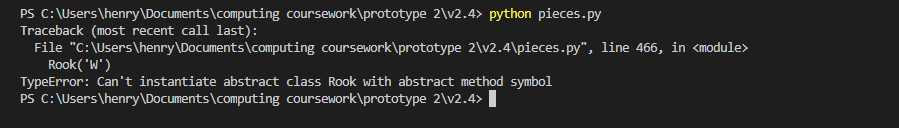 PS C:\Users\henry\Documents\computing coursework\prototype 2\v2.4> python pieces.py
Traceback (most recent call last):
  File "C:\Users\henry\Documents\computing coursework\prototype 2\v2.4\pieces.py", line 466, in <module>
    Rook('W')
TypeError: Can't instantiate abstract class Rook with abstract method symbol
PS C:\Users\henry\Documents\computing coursework\prototype 2\v2.4>